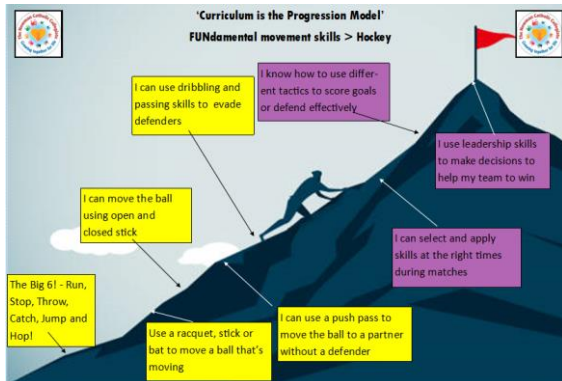 'Curriculum is the Progression Model'
FUNdamental movement skills > Hockey
I know how to use differ-
ent tactics to score goals
or defend effectively
I can use dribbling and
passing skills to evade
defenders
I use leadership skills
to make decisions to
help my team to win
I can move the ball
using open and
closed stick
I can select and apply
skills at the right times
during matches
The Big 6! - Run,
Stop, Throw,
Catch, Jump and
Hop!
Use a racquet, stick or
bat to move a ball that's
moving
I can use a push pass to
move the ball to a partner
without a defender